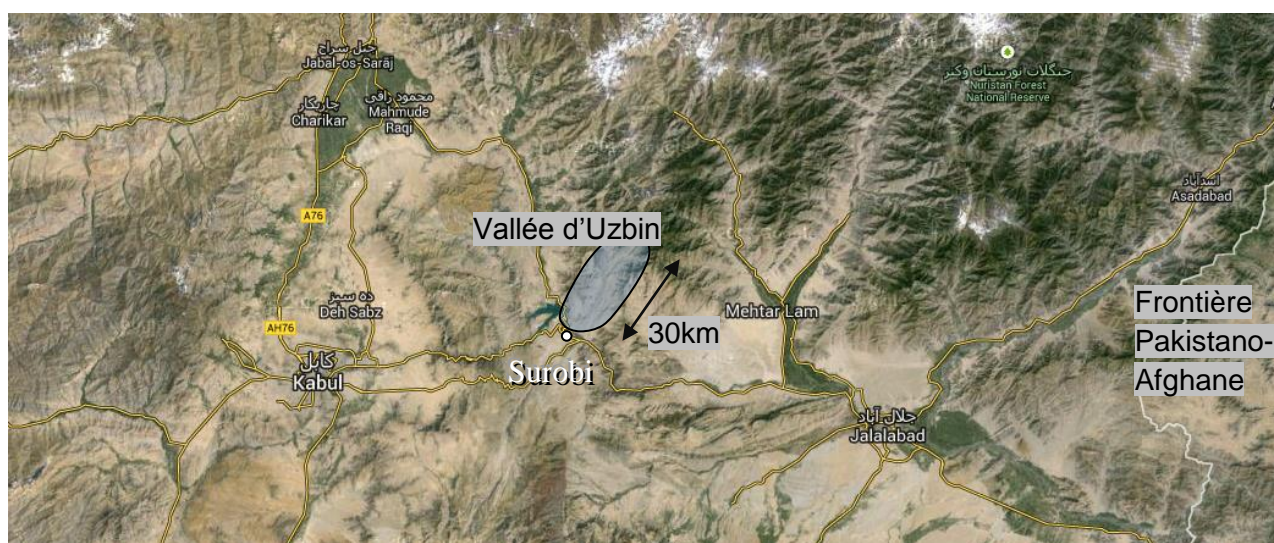 جبل سراج
Jabal-os-Sarāj
چاریکار
Charikar
محمود راقی
Mahmude
Raqi
جنگلات نورستان وکنر
Nuristan Forest
National Reserve
اسدآباد
Asadabad
A76
Vallée d’Uzbin
ده سبز
Deh Sabz
Mehtar Lam
30km
Frontière
Pakistano-
Afghane
AH76
کابل
Kabul
Surobi
جلال آباد
Jalalabad